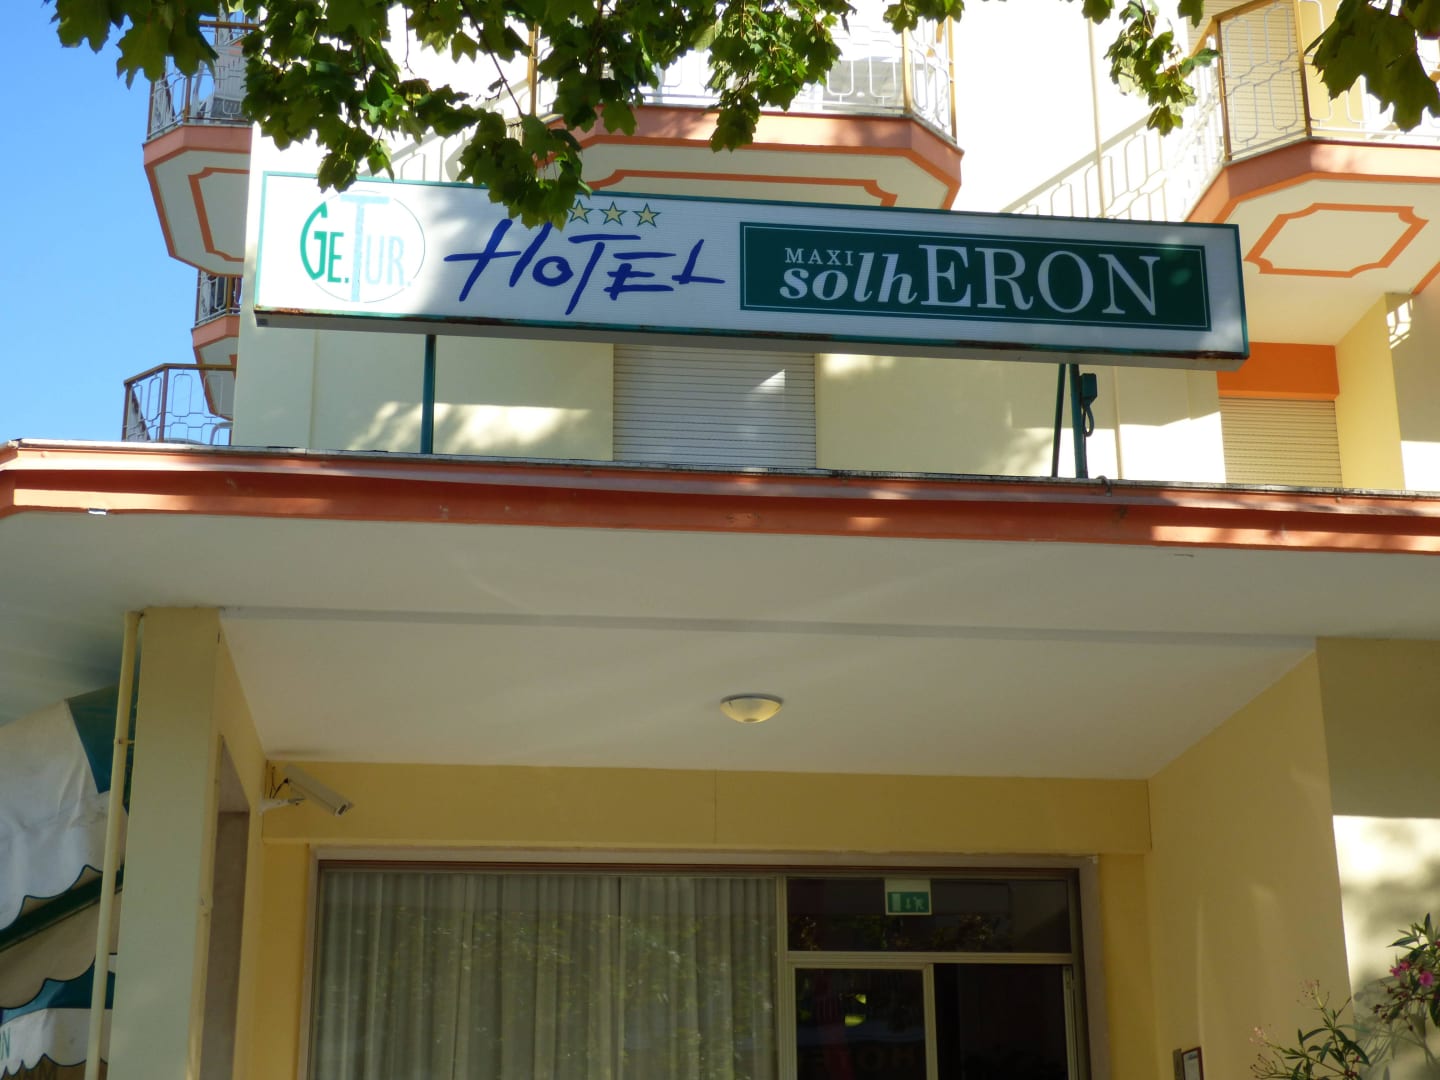 GE.TUR.
HOTEL
MAXI
solhERON